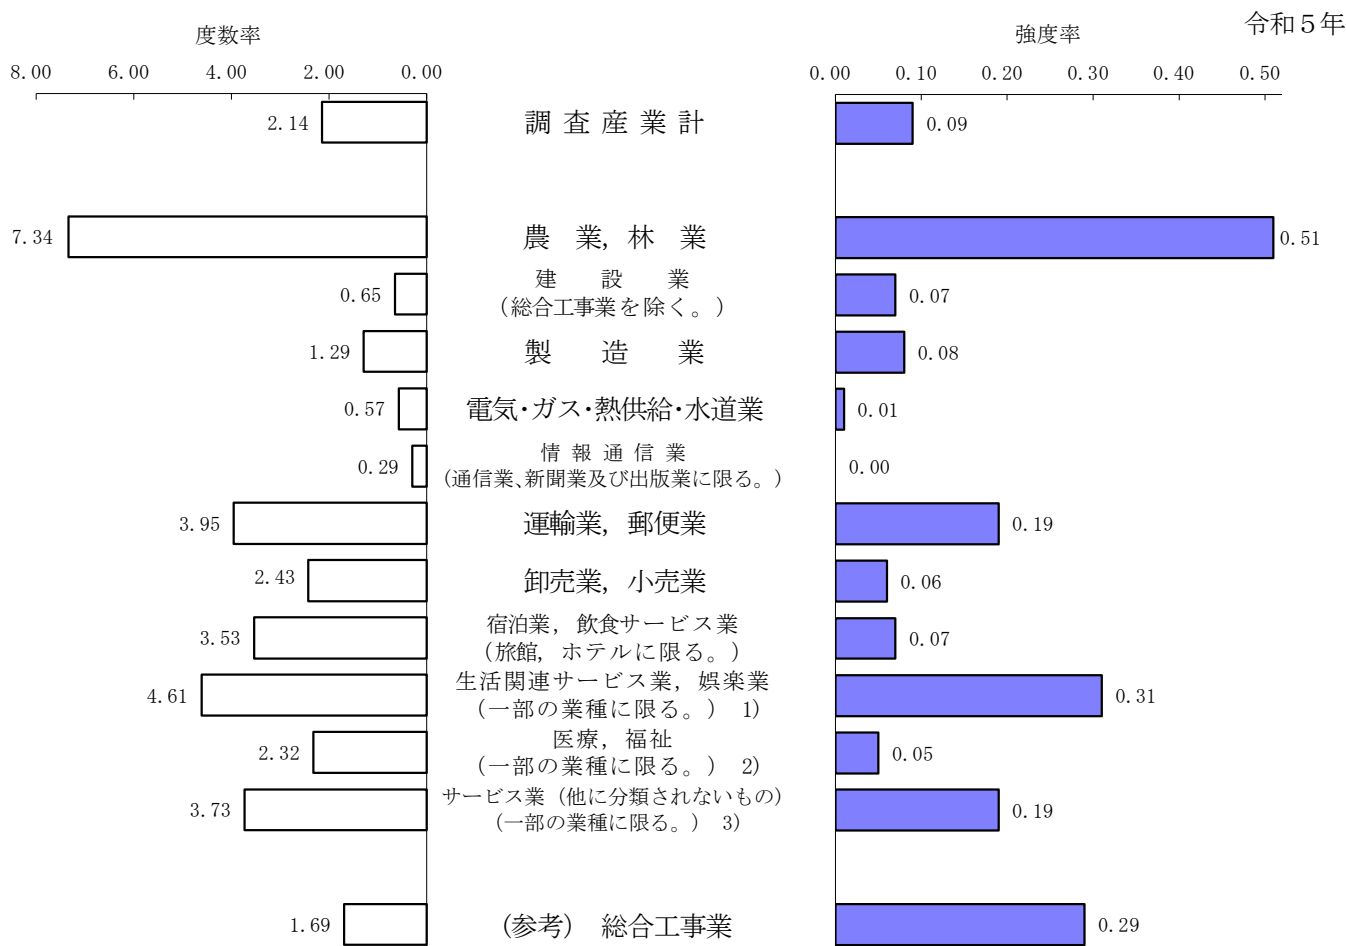 令和５年
度数率
強度率
8.00 6.00 4.00 2.00 0.00
0.00 0.10 0.20 0.30 0.40 0.50
2.14 調査産業計 0.09
7.34 農業，林業 0.51
建設業
0.65 （総合工事業を除く。） 0.07
1.29 製造業 0.08
0.57 電気・ガス・熱供給・水道業 0.01
情報通信業
0.29 （通信業、新聞業及び出版業に限る。） 0.00
3.95 運輸業，郵便業 0.19
2.43 卸売業，小売業 0.06
宿泊業，飲食サービス業
3.53 （旅館，ホテルに限る。） 0.07
生活関連サービス業，娯楽業
4.61 （一部の業種に限る。） 1) 0.31
医療，福祉
2.32 （一部の業種に限る。） 2) 0.05
サービス業（他に分類されないもの）
3.73 （一部の業種に限る。） 3) 0.19
1.69 （参考） 総合工事業 0.29